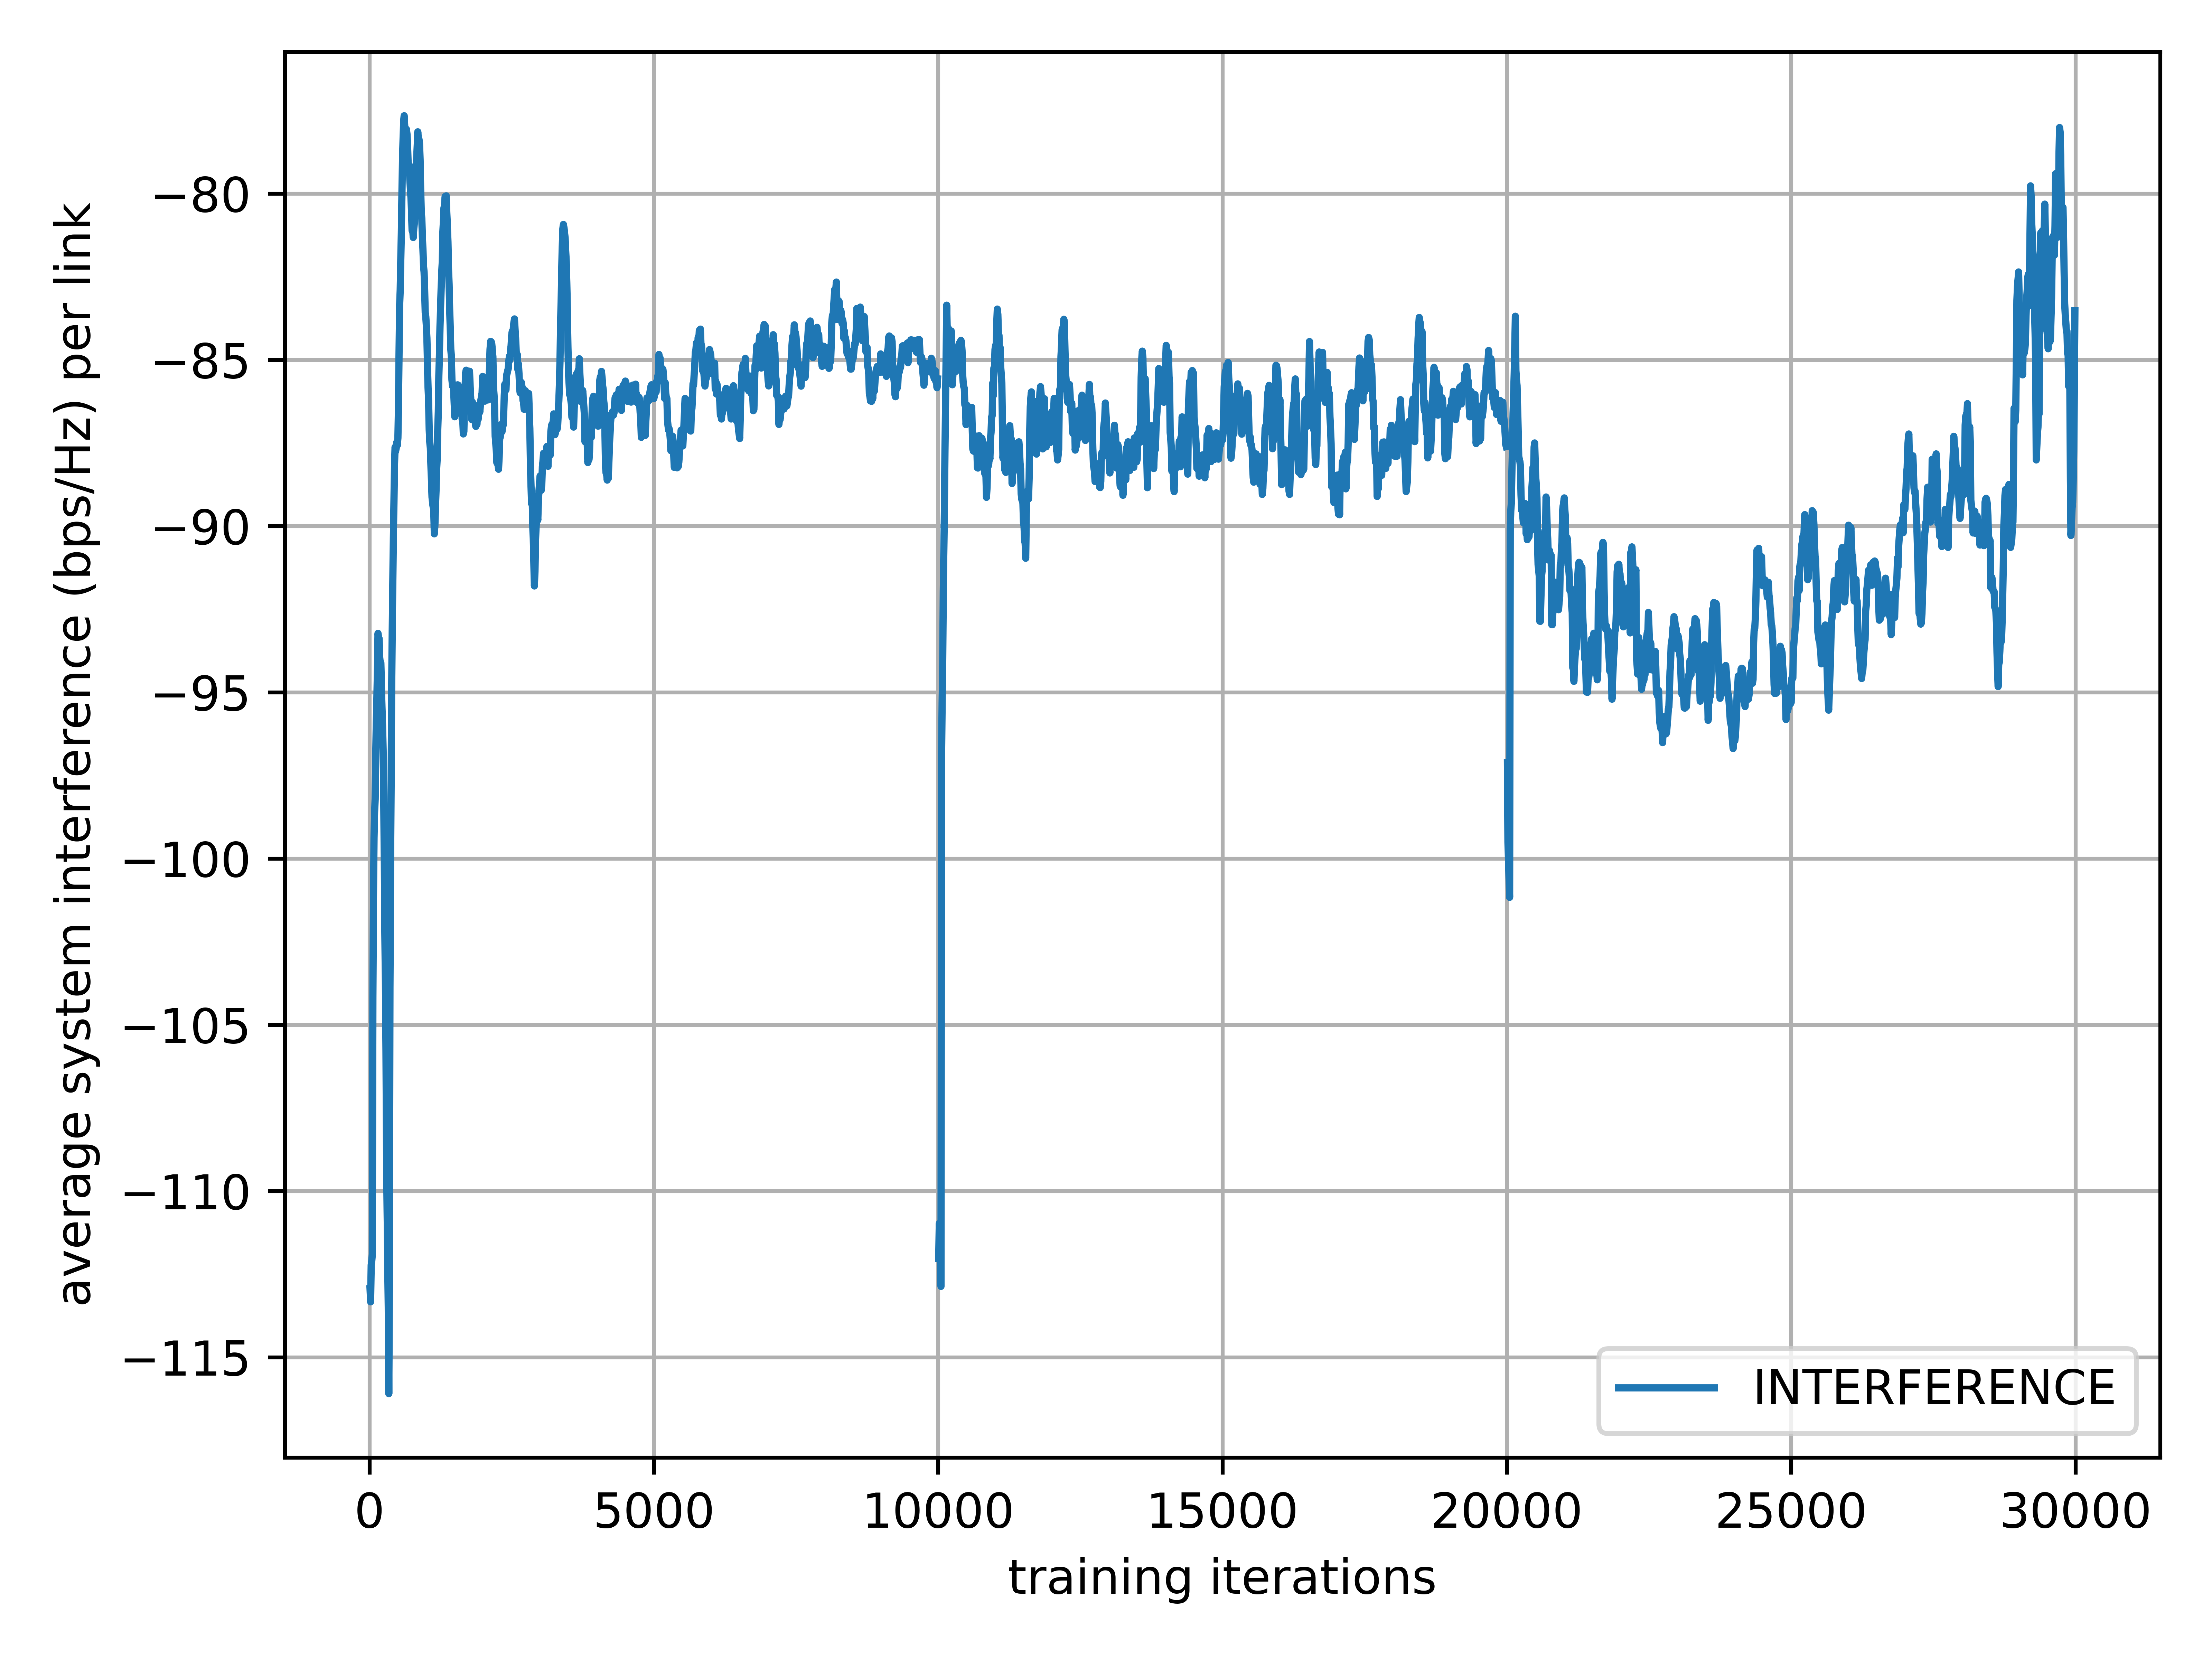 average system interference (bps/Hz) per link
−80
−85
−90
−95
−100
−105
−110
−115
INTERFERENCE
0 5000 10000 15000 20000 25000 30000
training iterations